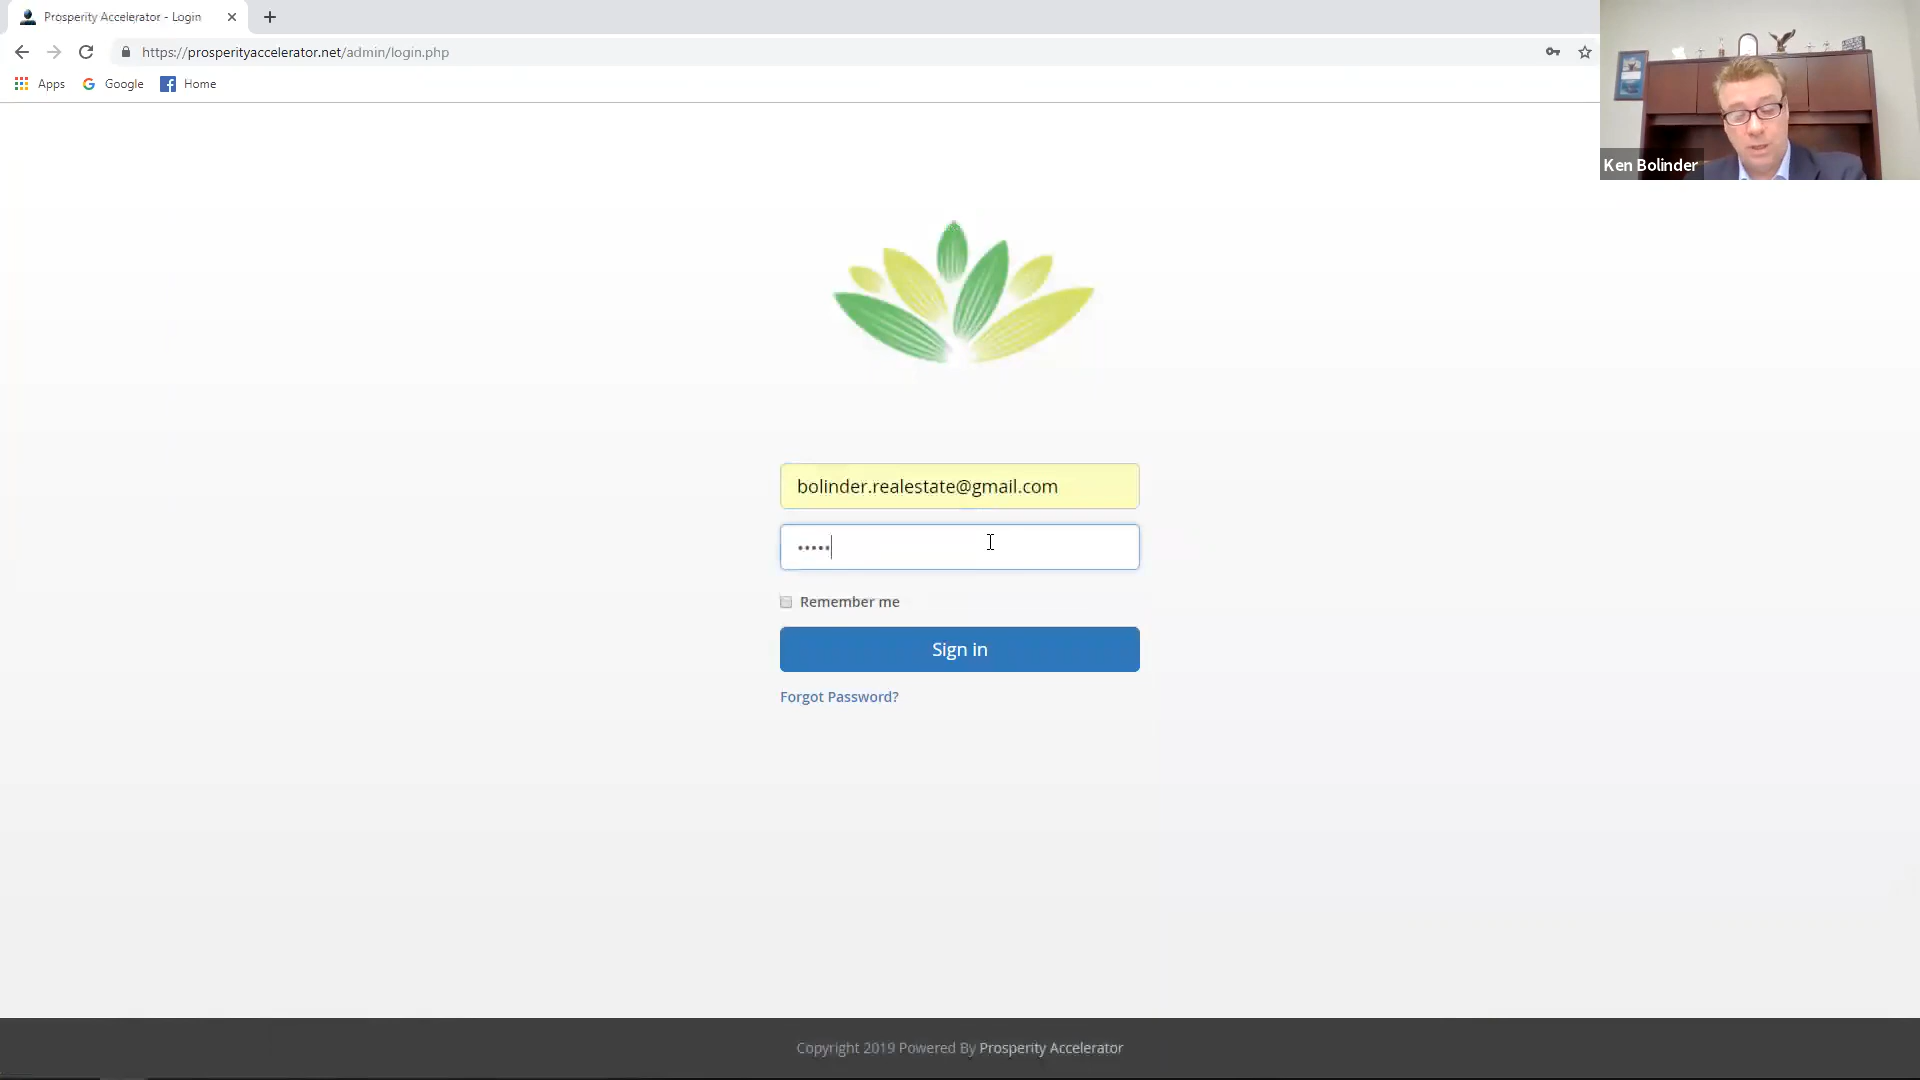 Prosperity Accelerator - Login
https://prosperityaccelerator.net/admin/login.php
Apps
Google
Home
Ken Bolinder
bolinder.realestate@gmail.com
•••••
Remember me
Sign in
Forgot Password?
Copyright 2019 Powered By Prosperity Accelerator